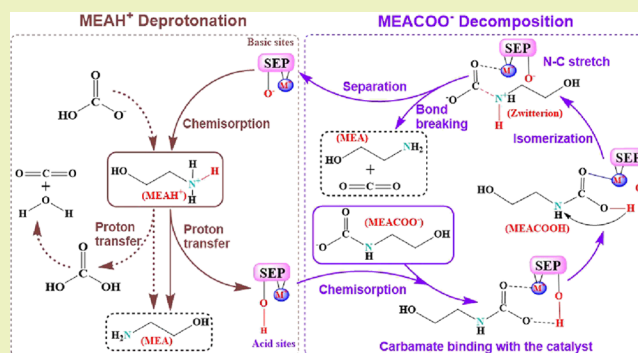 MEAH⁺ Deprotonation
MEACOO⁻ Decomposition
Basic sites
SEP
O⁻
M
Chemisorption
O
HO
O⁻
HO
H
N⁺
H
H
(MEAH⁺)
O=C=O
+
O
H
H
Proton
transfer
Proton
transfer
O
C
HO
OH
H₂N
OH
(MEA)
SEP
M
O
H
Acid sites
Separation
Bond
breaking
(MEA)
HO
NH₂
+
O=C=O
(MEACOO⁻)
O
⁻O
C
N
H
OH
Chemisorption
SEP
M
O⁻
N-C stretch
O
C
O
N⁺
H
H
OH
(Zwitterion)
Isomerization
SEP
M
O
HO
N
H
C
O
O
H
(MEACOOH)
SEP
M
O
H
HO
N
H
C
O
O⁻
Carbamate binding with the catalyst